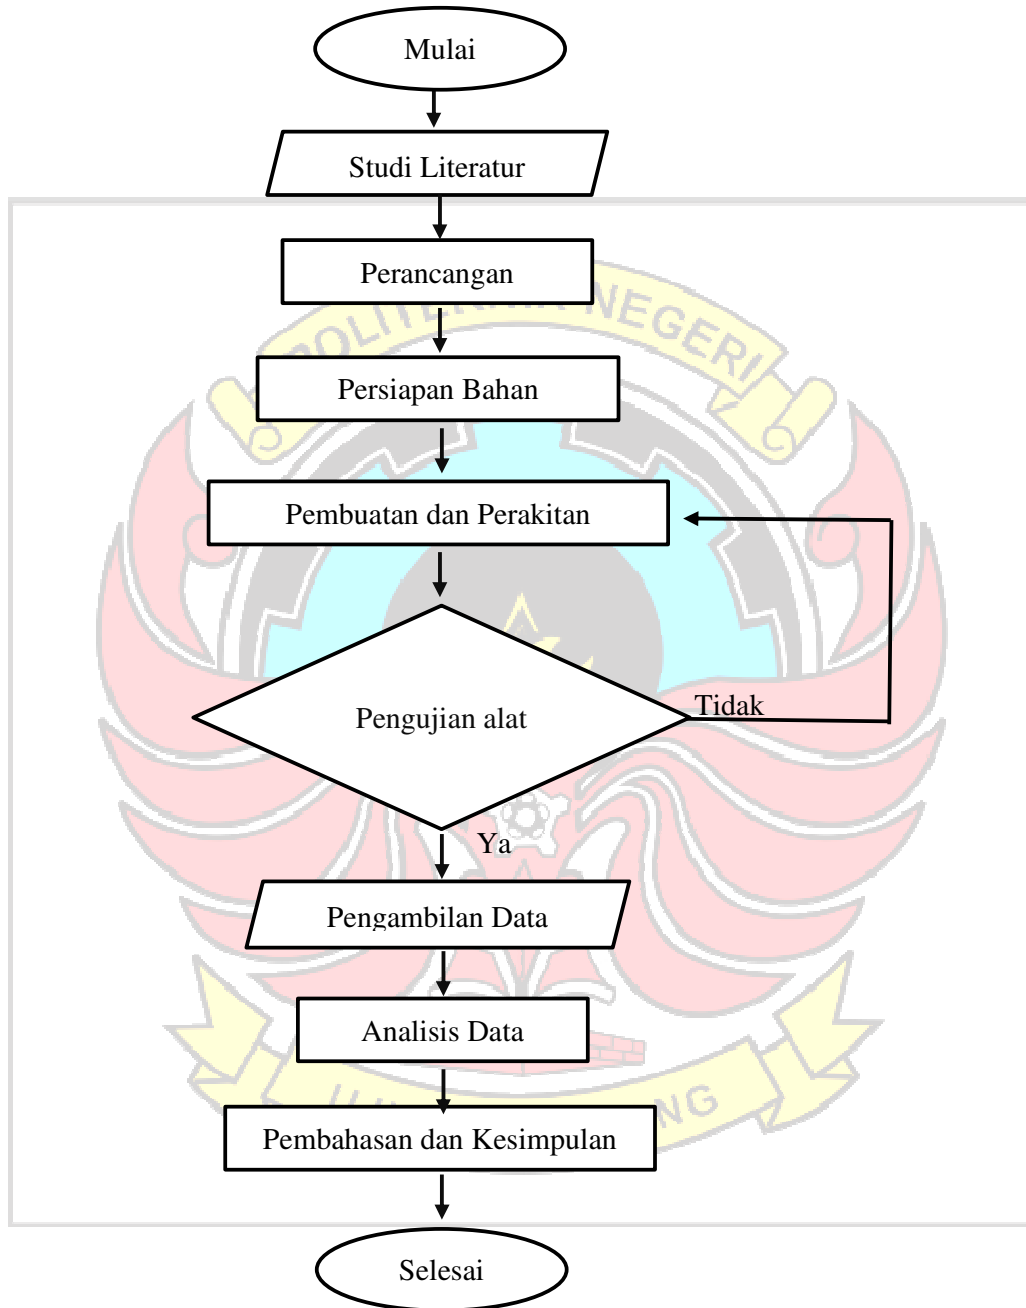 Mulai
Studi Literatur
Perancangan
NEGERI
Persiapan Bahan
Pembuatan dan Perakitan
Tidak
Pengujian alat
Ya
Pengambilan Data
Analisis Data
Pembahasan dan Kesimpulan
Selesai